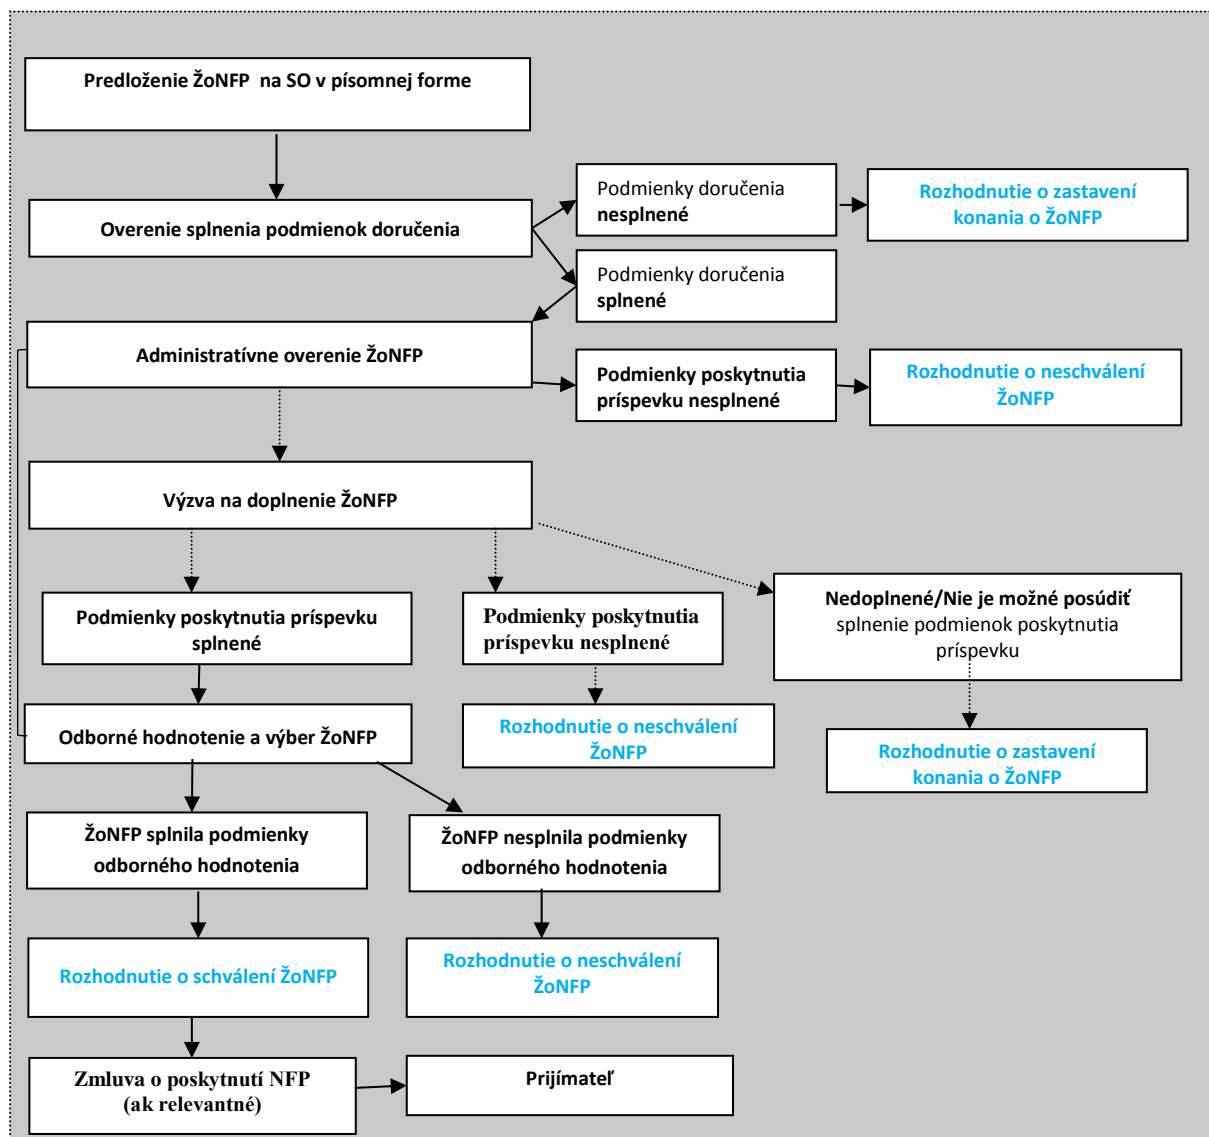 Predloženie ŽoNFP na SO v písomnej forme
Podmienky doručenia
nesplnené
Rozhodnutie o zastavení
konania o ŽoNFP
Overenie splnenia podmienok doručenia
Podmienky doručenia
splnené
Administratívne overenie ŽoNFP
Podmienky poskytnutia
príspevku nesplnené
Rozhodnutie o neschválení
ŽoNFP
Výzva na doplnenie ŽoNFP
Podmienky poskytnutia príspevku
splnené
Podmienky poskytnutia
príspevku nesplnené
Nedoplnené/Nie je možné posúdiť
splnenie podmienok poskytnutia
príspevku
Odborné hodnotenie a výber ŽoNFP
Rozhodnutie o neschválení
ŽoNFP
Rozhodnutie o zastavení
konania o ŽoNFP
ŽoNFP splnila podmienky
odborného hodnotenia
ŽoNFP nesplnila podmienky
odborného hodnotenia
Rozhodnutie o schválení ŽoNFP
Rozhodnutie o neschválení
ŽoNFP
Zmluva o poskytnutí NFP
(ak relevantné)
Prijímateľ